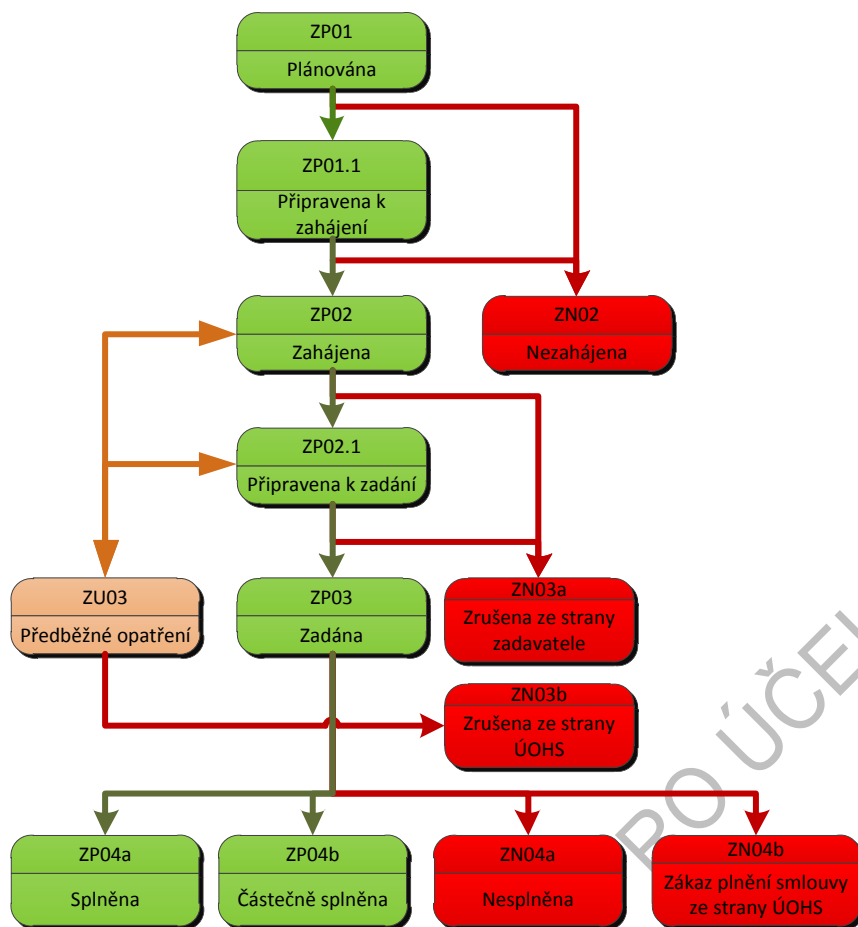 ZP01
Plánována
ZP01.1
Připravena k
zahájení
ZP02
Zahájena
ZN02
Nezahájena
ZP02.1
Připravena k zadání
ZU03
Předběžné opatření
ZP03
Zadána
ZN03a
Zrušena ze strany
zadavatele
ZN03b
Zrušena ze strany
ÚOHS
PO ÚČEL
ZP04a
Splněna
ZP04b
Částečně splněna
ZN04a
Nesplněna
ZN04b
Zákaz plnění smlouvy
ze strany ÚOHS